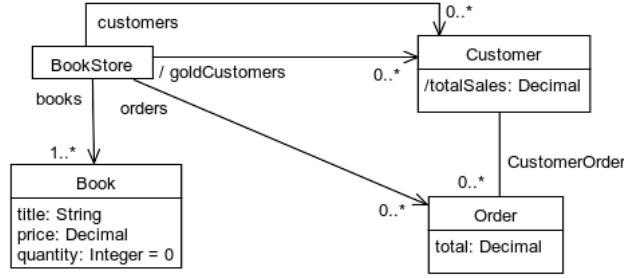 customers
0..*
BookStore
/ goldCustomers
0..*
Customer
/totalSales: Decimal
books
orders
1..*
CustomerOrder
Book
title: String
price: Decimal
quantity: Integer = 0
0..*
0..*
Order
total: Decimal